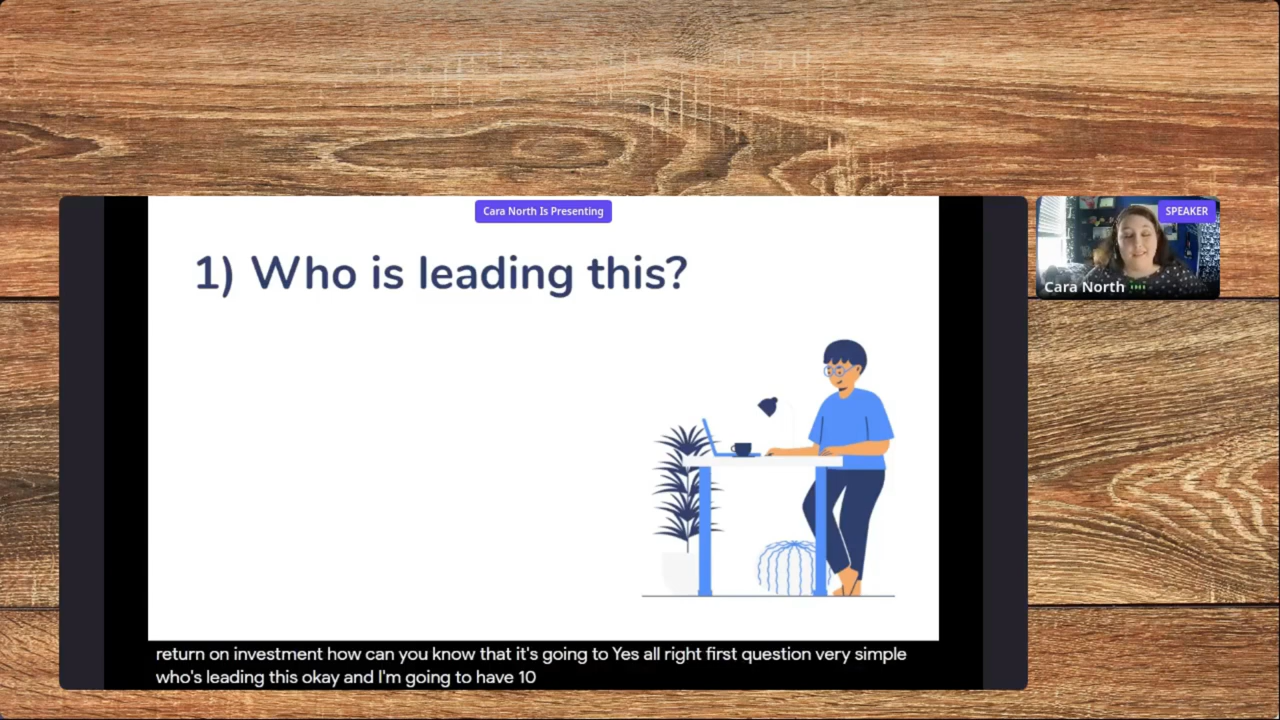 Cara North Is Presenting
SPEAKER
1) Who is leading this?
Cara North
return on investment how can you know that it's going to Yes all right first question very simple
who's leading this okay and I'm going to have 10